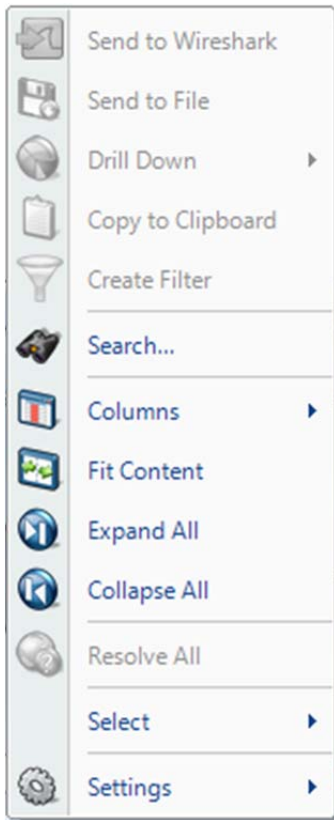 Send to Wireshark
Send to File
Drill Down
Copy to Clipboard
Create Filter
Search...
Columns
Fit Content
Expand All
Collapse All
Resolve All
Select
Settings